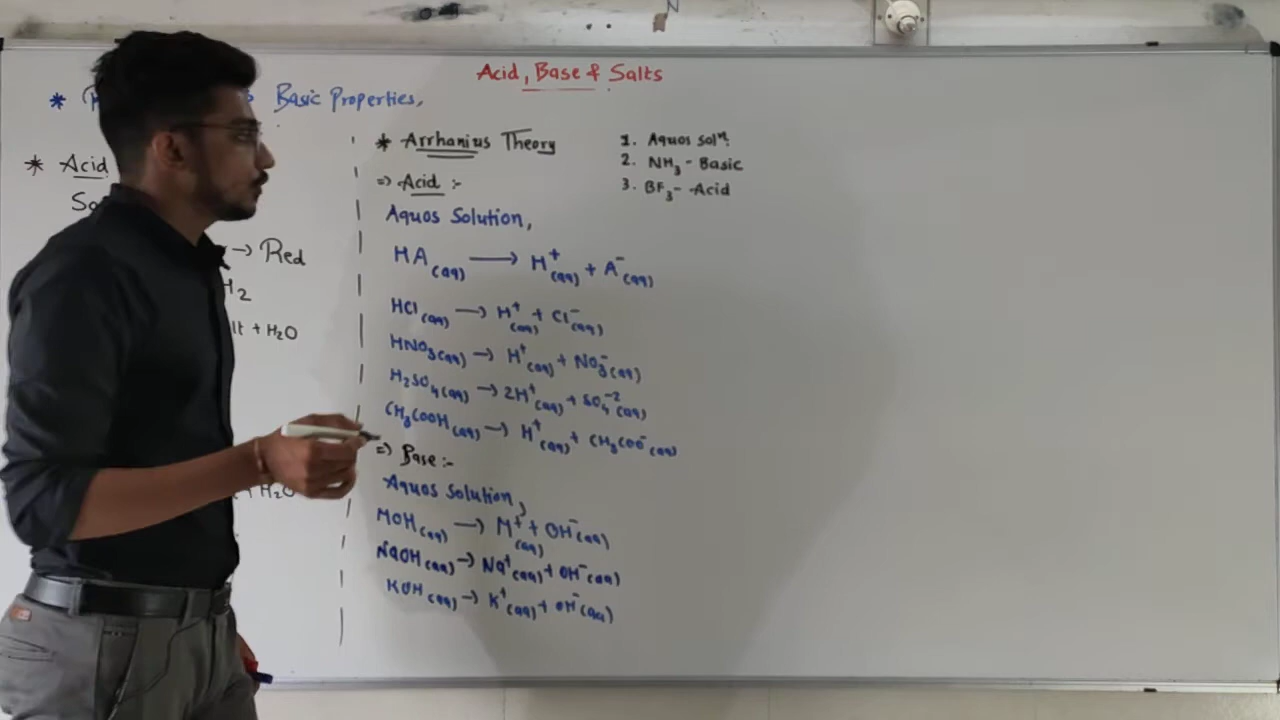 Acid, Base & Salts
* Basic Properties,
* Acid
So
→ Red
H2
lt + H2O
+ H2O
* Arrhanius Theory
=> Acid :-
Aquos Solution,
HA(aq) ⟶ H⁺(aq) + A⁻(aq)
HCl(aq) → H⁺(aq) + Cl⁻(aq)
HNO₃(aq) → H⁺(aq) + NO₃⁻(aq)
H₂SO₄(aq) → 2H⁺(aq) + SO₄⁻²(aq)
CH₃COOH(aq) → H⁺(aq) + CH₃COO⁻(aq)
=> Base :-
Aquos Solution,
MOH(aq) → M⁺(aq) + OH⁻(aq)
NaOH(aq) → Na⁺(aq) + OH⁻(aq)
KOH(aq) → K⁺(aq) + OH⁻(aq)
1. Aquos solⁿ.
2. NH₃ - Basic
3. BF₃ - Acid